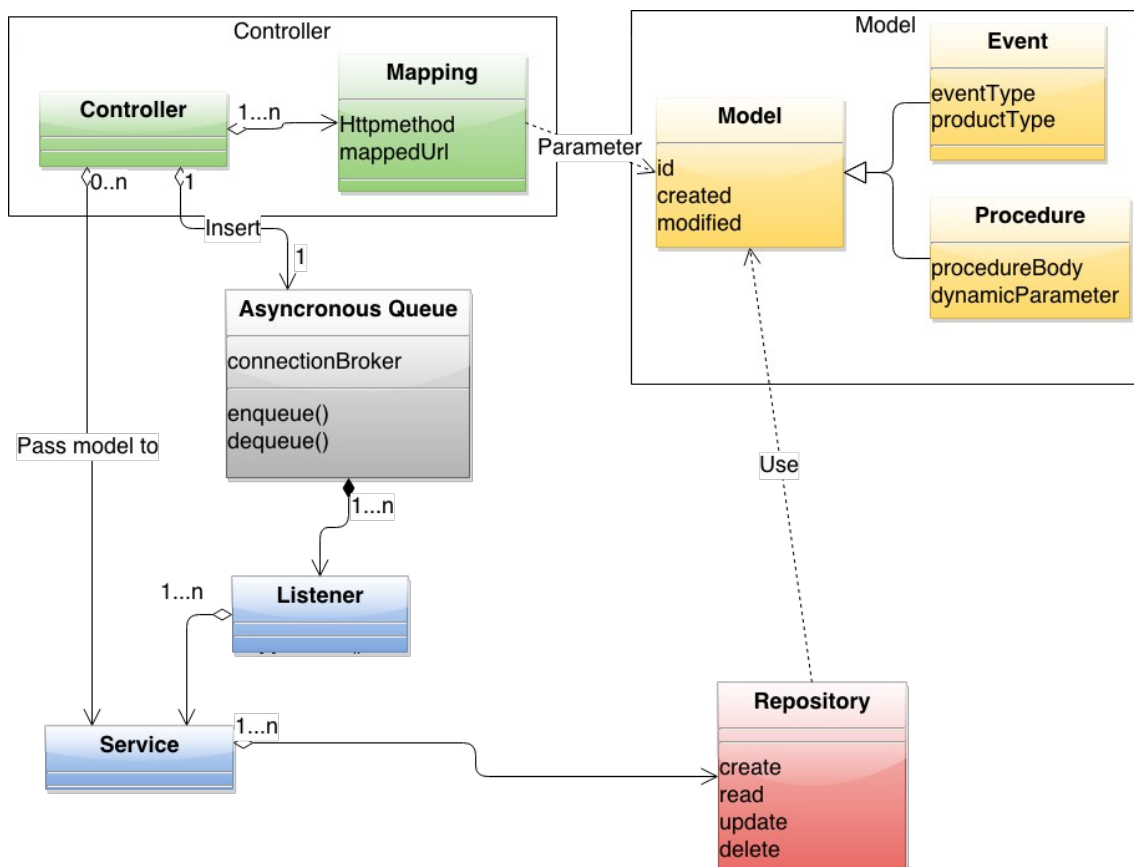 Controller
Model
Event
eventType
productType
Mapping
Httpmethod
mappedUrl
Controller
1...n
0..n
1
Parameter
Model
id
created
modified
Procedure
procedureBody
dynamicParameter
Insert
1
Asyncronous Queue
connectionBroker
enqueue()
dequeue()
Pass model to
1...n
Use
Listener
1...n
Service
1...n
Repository
create
read
update
delete